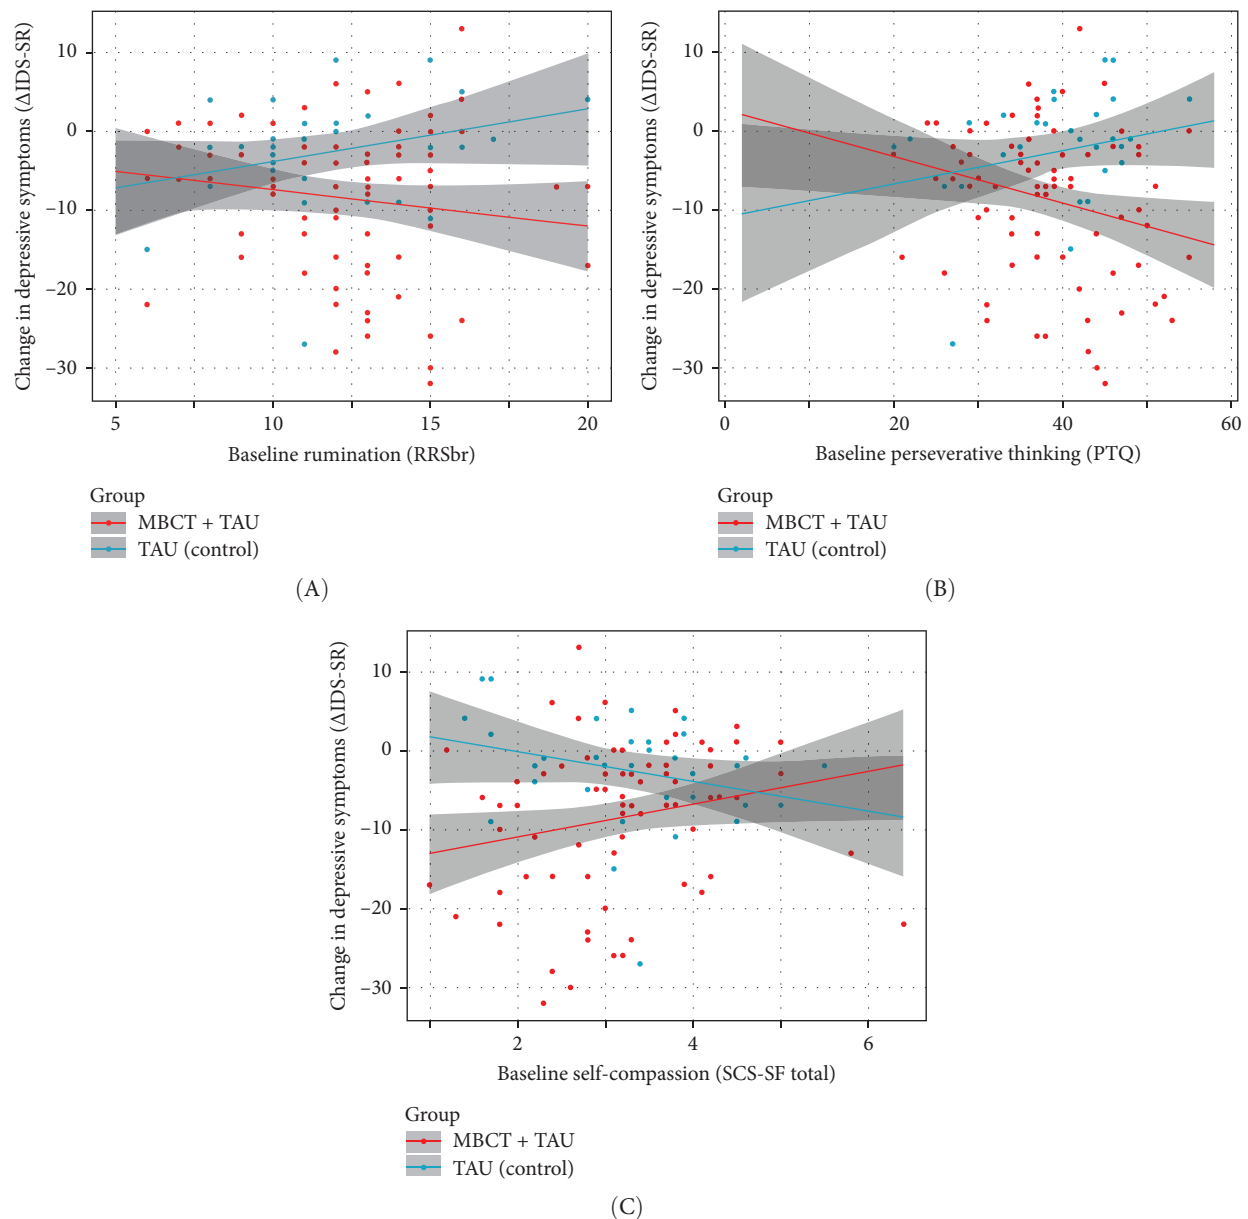 Change in depressive symptoms (ΔIDS-SR)
10
0
−10
−20
−30
5
10
15
20
Baseline rumination (RRSbr)
Group
MBCT + TAU
TAU (control)
(A)
Change in depressive symptoms (ΔIDS-SR)
10
0
−10
−20
−30
0
20
40
60
Baseline perseverative thinking (PTQ)
Group
MBCT + TAU
TAU (control)
(B)
Change in depressive symptoms (ΔIDS-SR)
10
0
−10
−20
−30
2
4
6
Baseline self-compassion (SCS-SF total)
Group
MBCT + TAU
TAU (control)
(C)